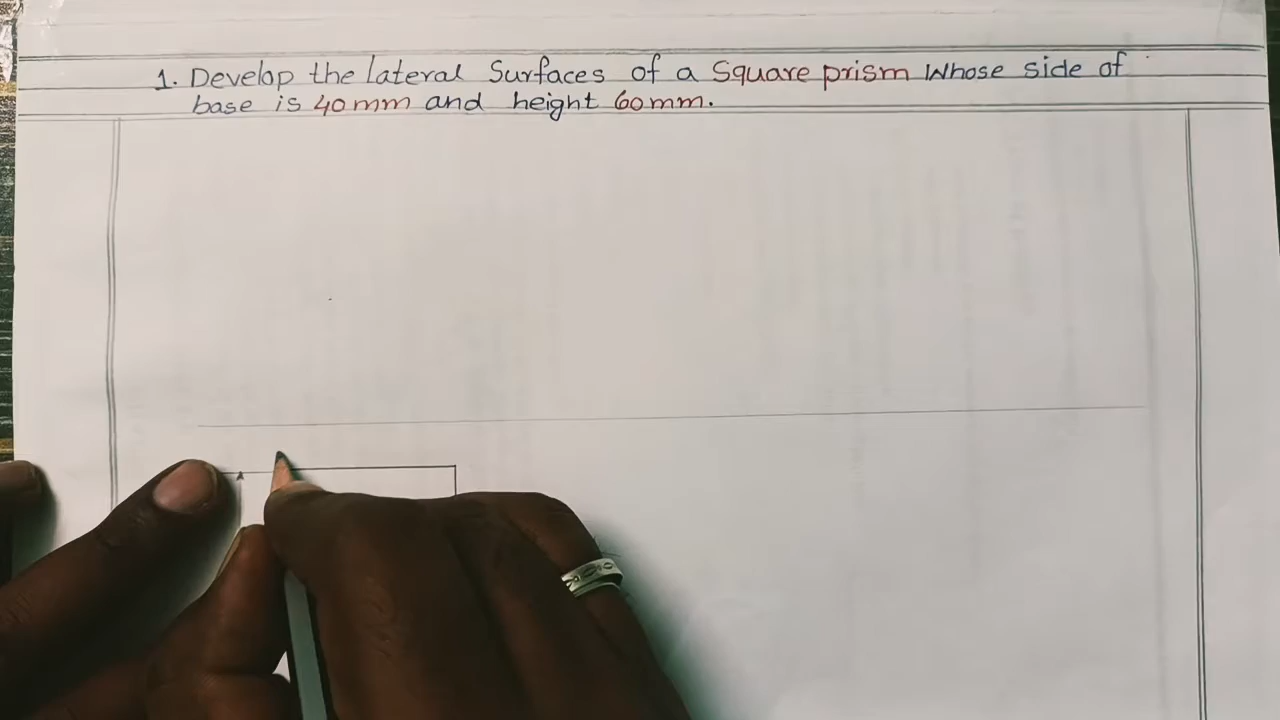 1. Develop the lateral Surfaces of a Square prism Whose side of
base is 40mm and height 60mm.